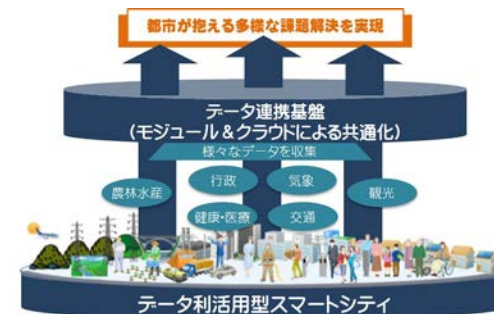 都市が抱える多様な課題解決を実現
データ連携基盤
(モジュール&クラウドによる共通化)
様々なデータを収集
農林水産
行政
気象
観光
健康・医療
交通
データ利活用型スマートシティ